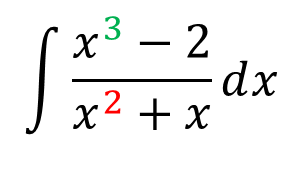 ∫ (x³ − 2)/(x² + x) dx